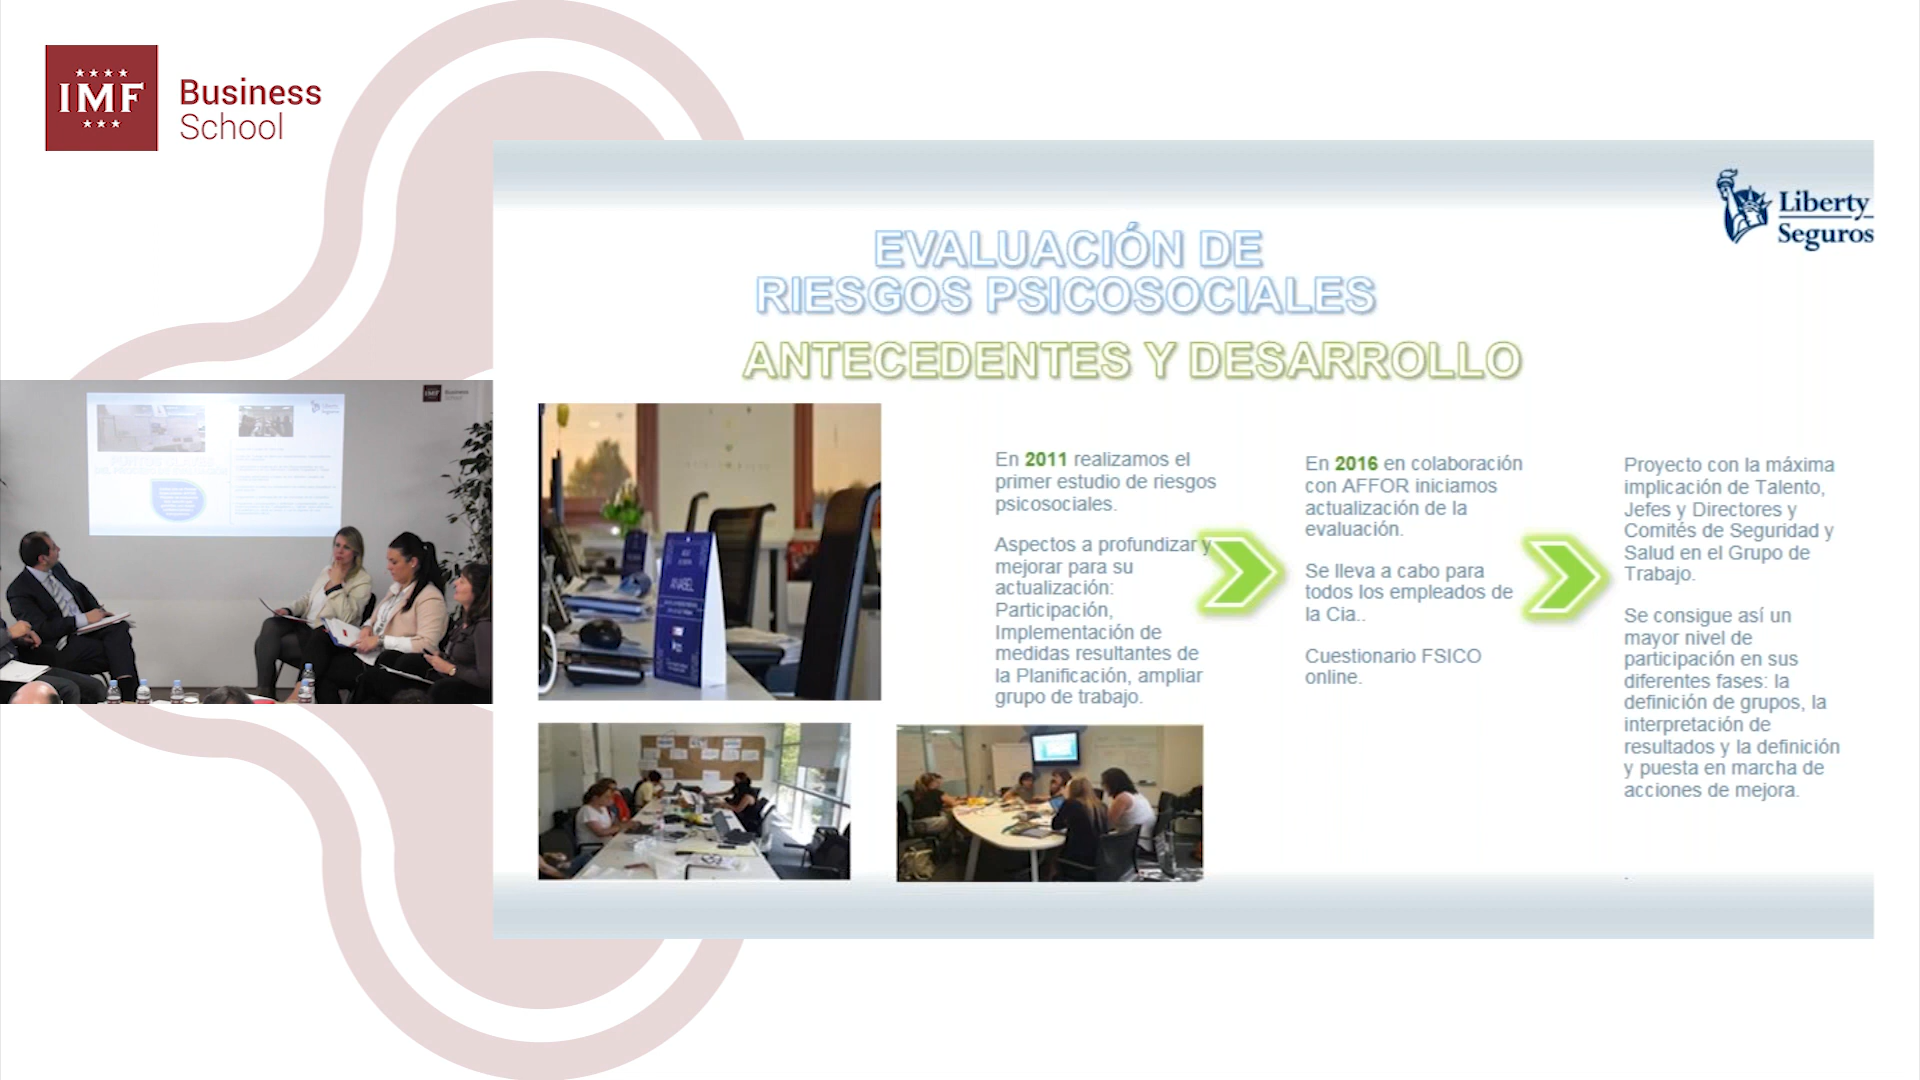 IMF
Business
School
Liberty
Seguros
EVALUACIÓN DE
RIESGOS PSICOSOCIALES
ANTECEDENTES Y DESARROLLO
En 2011 realizamos el
primer estudio de riesgos
psicosociales.
Aspectos a profundizar y
mejorar para su
actualización:
Participación,
Implementación de
medidas resultantes de
la Planificación, ampliar
grupo de trabajo.
En 2016 en colaboración
con AFFOR iniciamos
actualización de la
evaluación.
Se lleva a cabo para
todos los empleados de
la Cia..
Cuestionario FSICO
online.
Proyecto con la máxima
implicación de Talento,
Jefes y Directores y
Comités de Seguridad y
Salud en el Grupo de
Trabajo.
Se consigue así un
mayor nivel de
participación en sus
diferentes fases: la
definición de grupos, la
interpretación de
resultados y la definición
y puesta en marcha de
acciones de mejora.
ANABEL